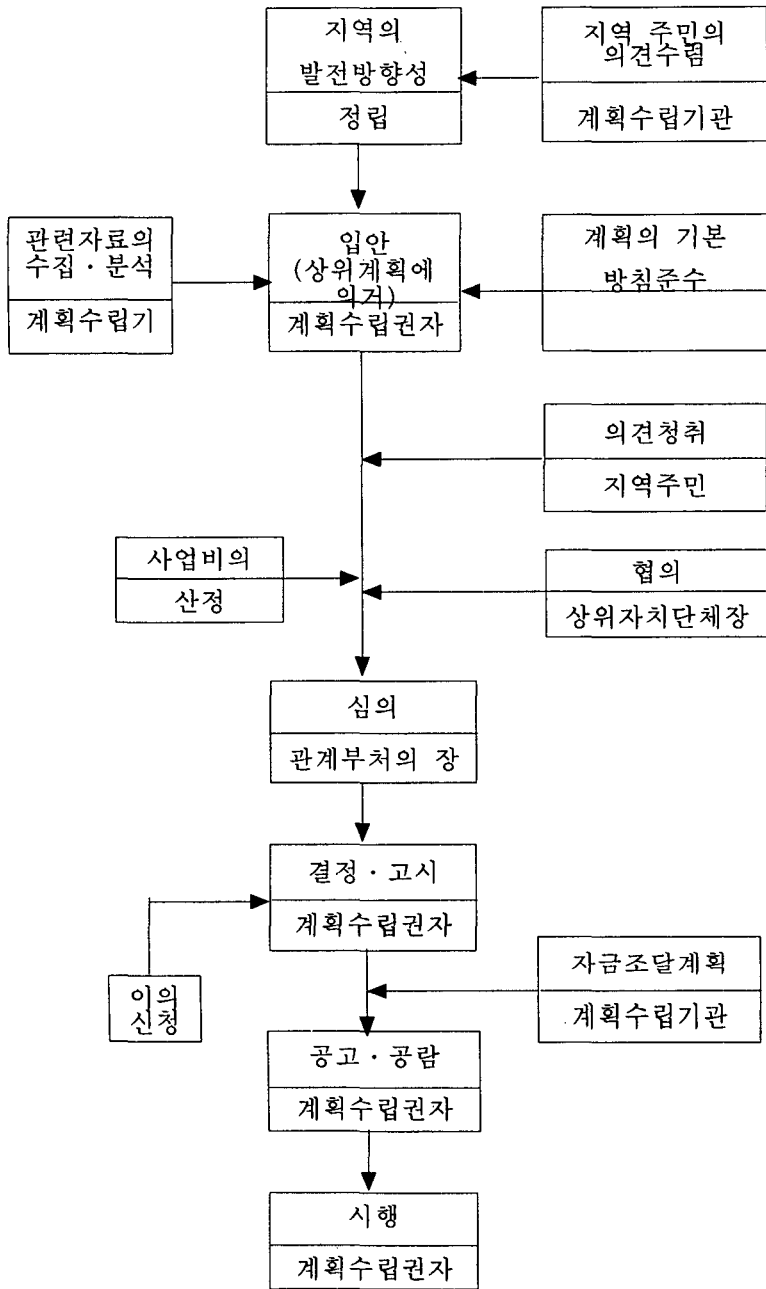 지역의
발전방향성
정립
지역 주민의
의견수렴
계획수립기관
관련자료의
수집·분석
계획수립기
입안
(상위계획에
의거)
계획수립권자
계획의 기본
방침준수
의견청취
지역주민
사업비의
산정
협의
상위자치단체장
심의
관계부처의 장
결정·고시
계획수립권자
이의
신청
자금조달계획
계획수립기관
공고·공람
계획수립권자
시행
계획수립권자